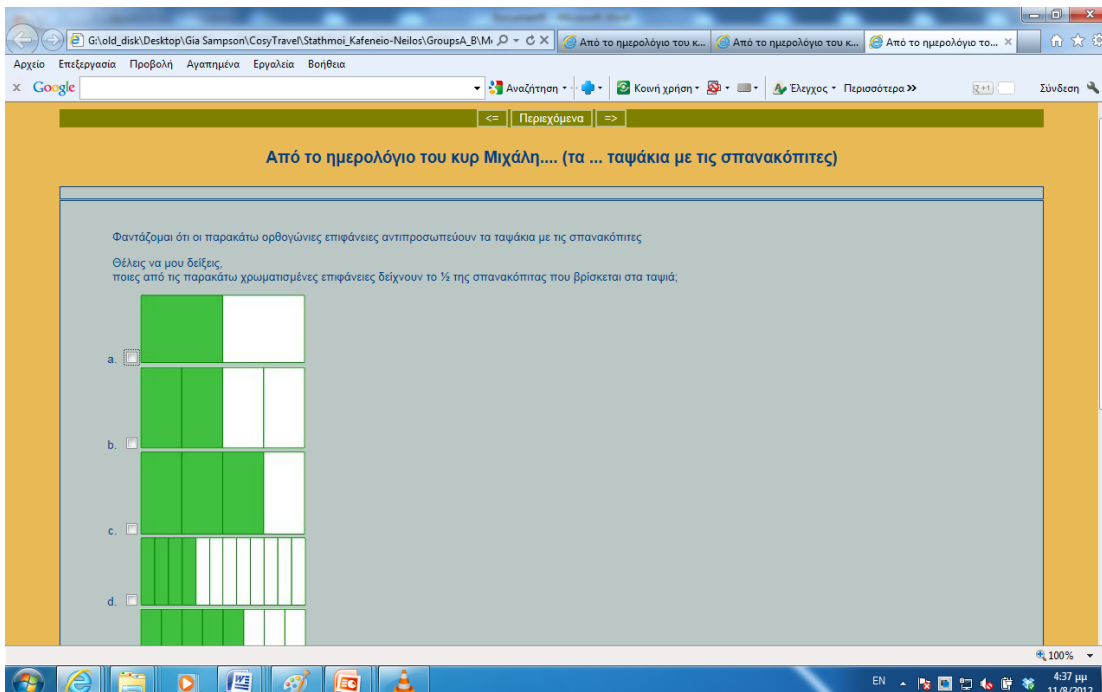 G:\old_disk\Desktop\Gia Sampson\CosyTravel\Stathmoi_Kafeneio-Neilos\GroupsA_B\Mi
Από το ημερολόγιο του κ...
Από το ημερολόγιο του κ...
Από το ημερολόγιο το...
Αρχείο Επεξεργασία Προβολή Αγαπημένα Εργαλεία Βοήθεια
x Google Αναζήτηση Κοινή χρήση Έλεγχος Περισσότερα >> Σύνδεση
<= Περιεχόμενα =>
Από το ημερολόγιο του κυρ Μιχάλη.... (τα ... ταψάκια με τις σπανακόπιτες)
Φαντάζομαι ότι οι παρακάτω ορθογώνιες επιφάνειες αντιπροσωπεύουν τα ταψάκια με τις σπανακόπιτες
Θέλεις να μου δείξεις,
ποιες από τις παρακάτω χρωματισμένες επιφάνειες δείχνουν το ½ της σπανακόπιτας που βρίσκεται στα ταψιά;
a.
b.
c.
d.
100%
EN 4:37 μμ
11/8/2012